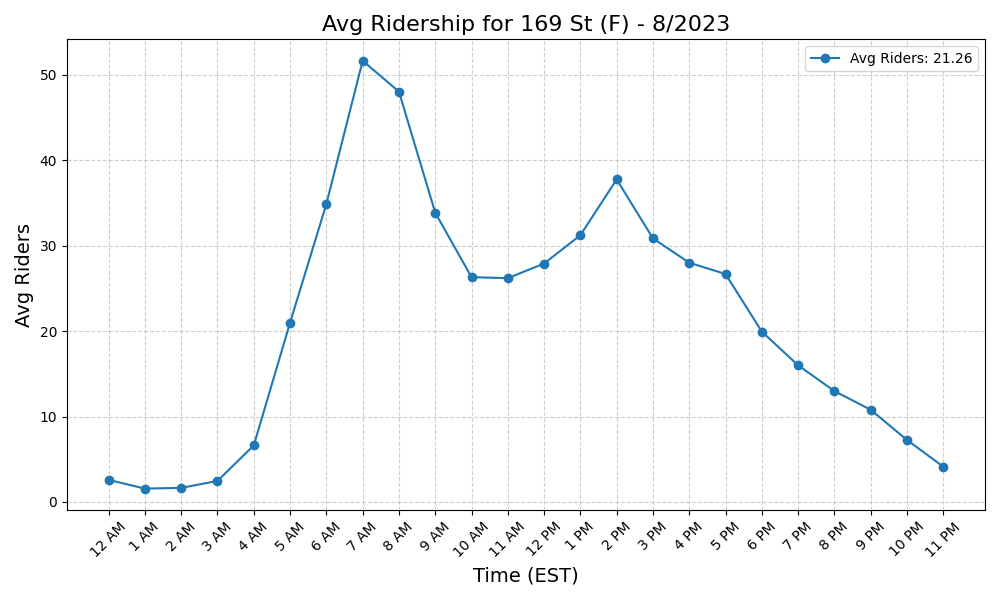 Avg Ridership for 169 St (F) - 8/2023
Avg Riders: 21.26
Avg Riders
50
40
30
20
10
0
12 AM
1 AM
2 AM
3 AM
4 AM
5 AM
6 AM
7 AM
8 AM
9 AM
10 AM
11 AM
12 PM
1 PM
2 PM
3 PM
4 PM
5 PM
6 PM
7 PM
8 PM
9 PM
10 PM
11 PM
Time (EST)